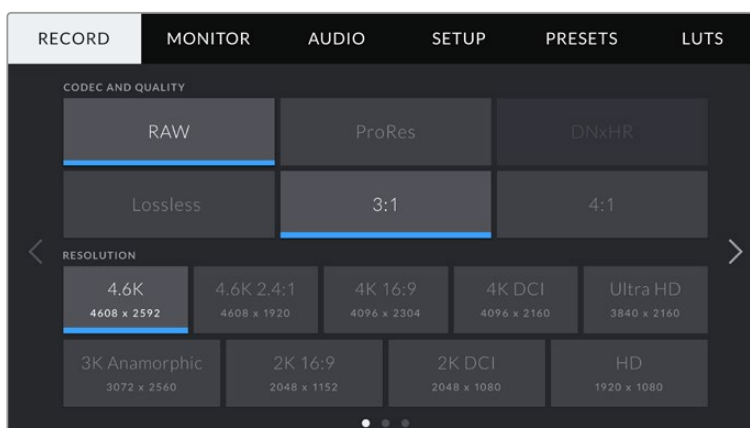 RECORD MONITOR AUDIO SETUP PRESETS LUTS
CODEC AND QUALITY
RAW ProRes DNxHR
Lossless 3:1 4:1
RESOLUTION
4.6K 4.6K 2.4:1 4K 16:9 4K DCI Ultra HD
4608 x 2592 4608 x 1920 4096 x 2304 4096 x 2160 3840 x 2160
3K Anamorphic 2K 16:9 2K DCI HD
3072 x 2560 2048 x 1152 2048 x 1080 1920 x 1080